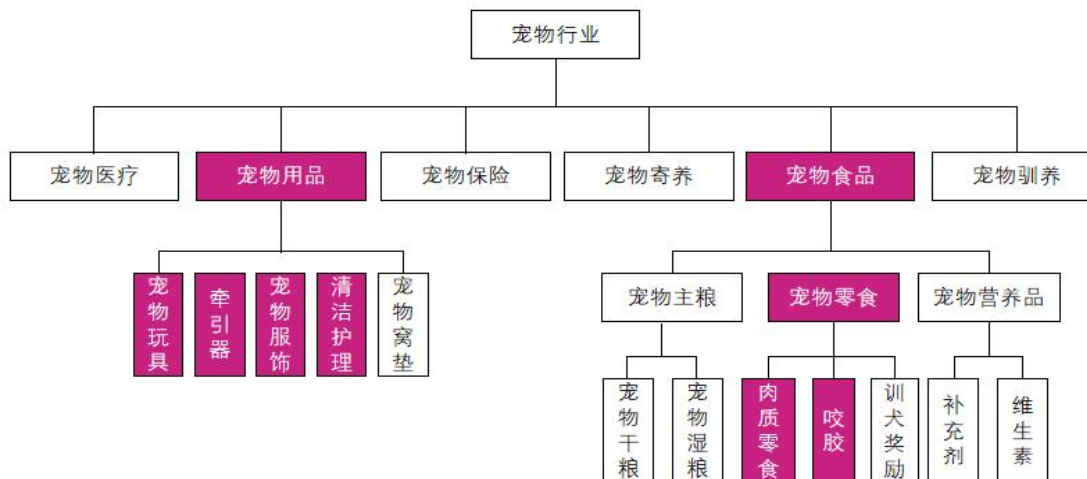 宠物行业
宠物医疗
宠物用品
宠物保险
宠物寄养
宠物食品
宠物驯养
宠物玩具
牵引器
宠物服饰
清洁护理
宠物窝垫
宠物主粮
宠物零食
宠物营养品
宠物干粮
宠物湿粮
肉质零食
咬胶
训犬奖励
补充剂
维生素